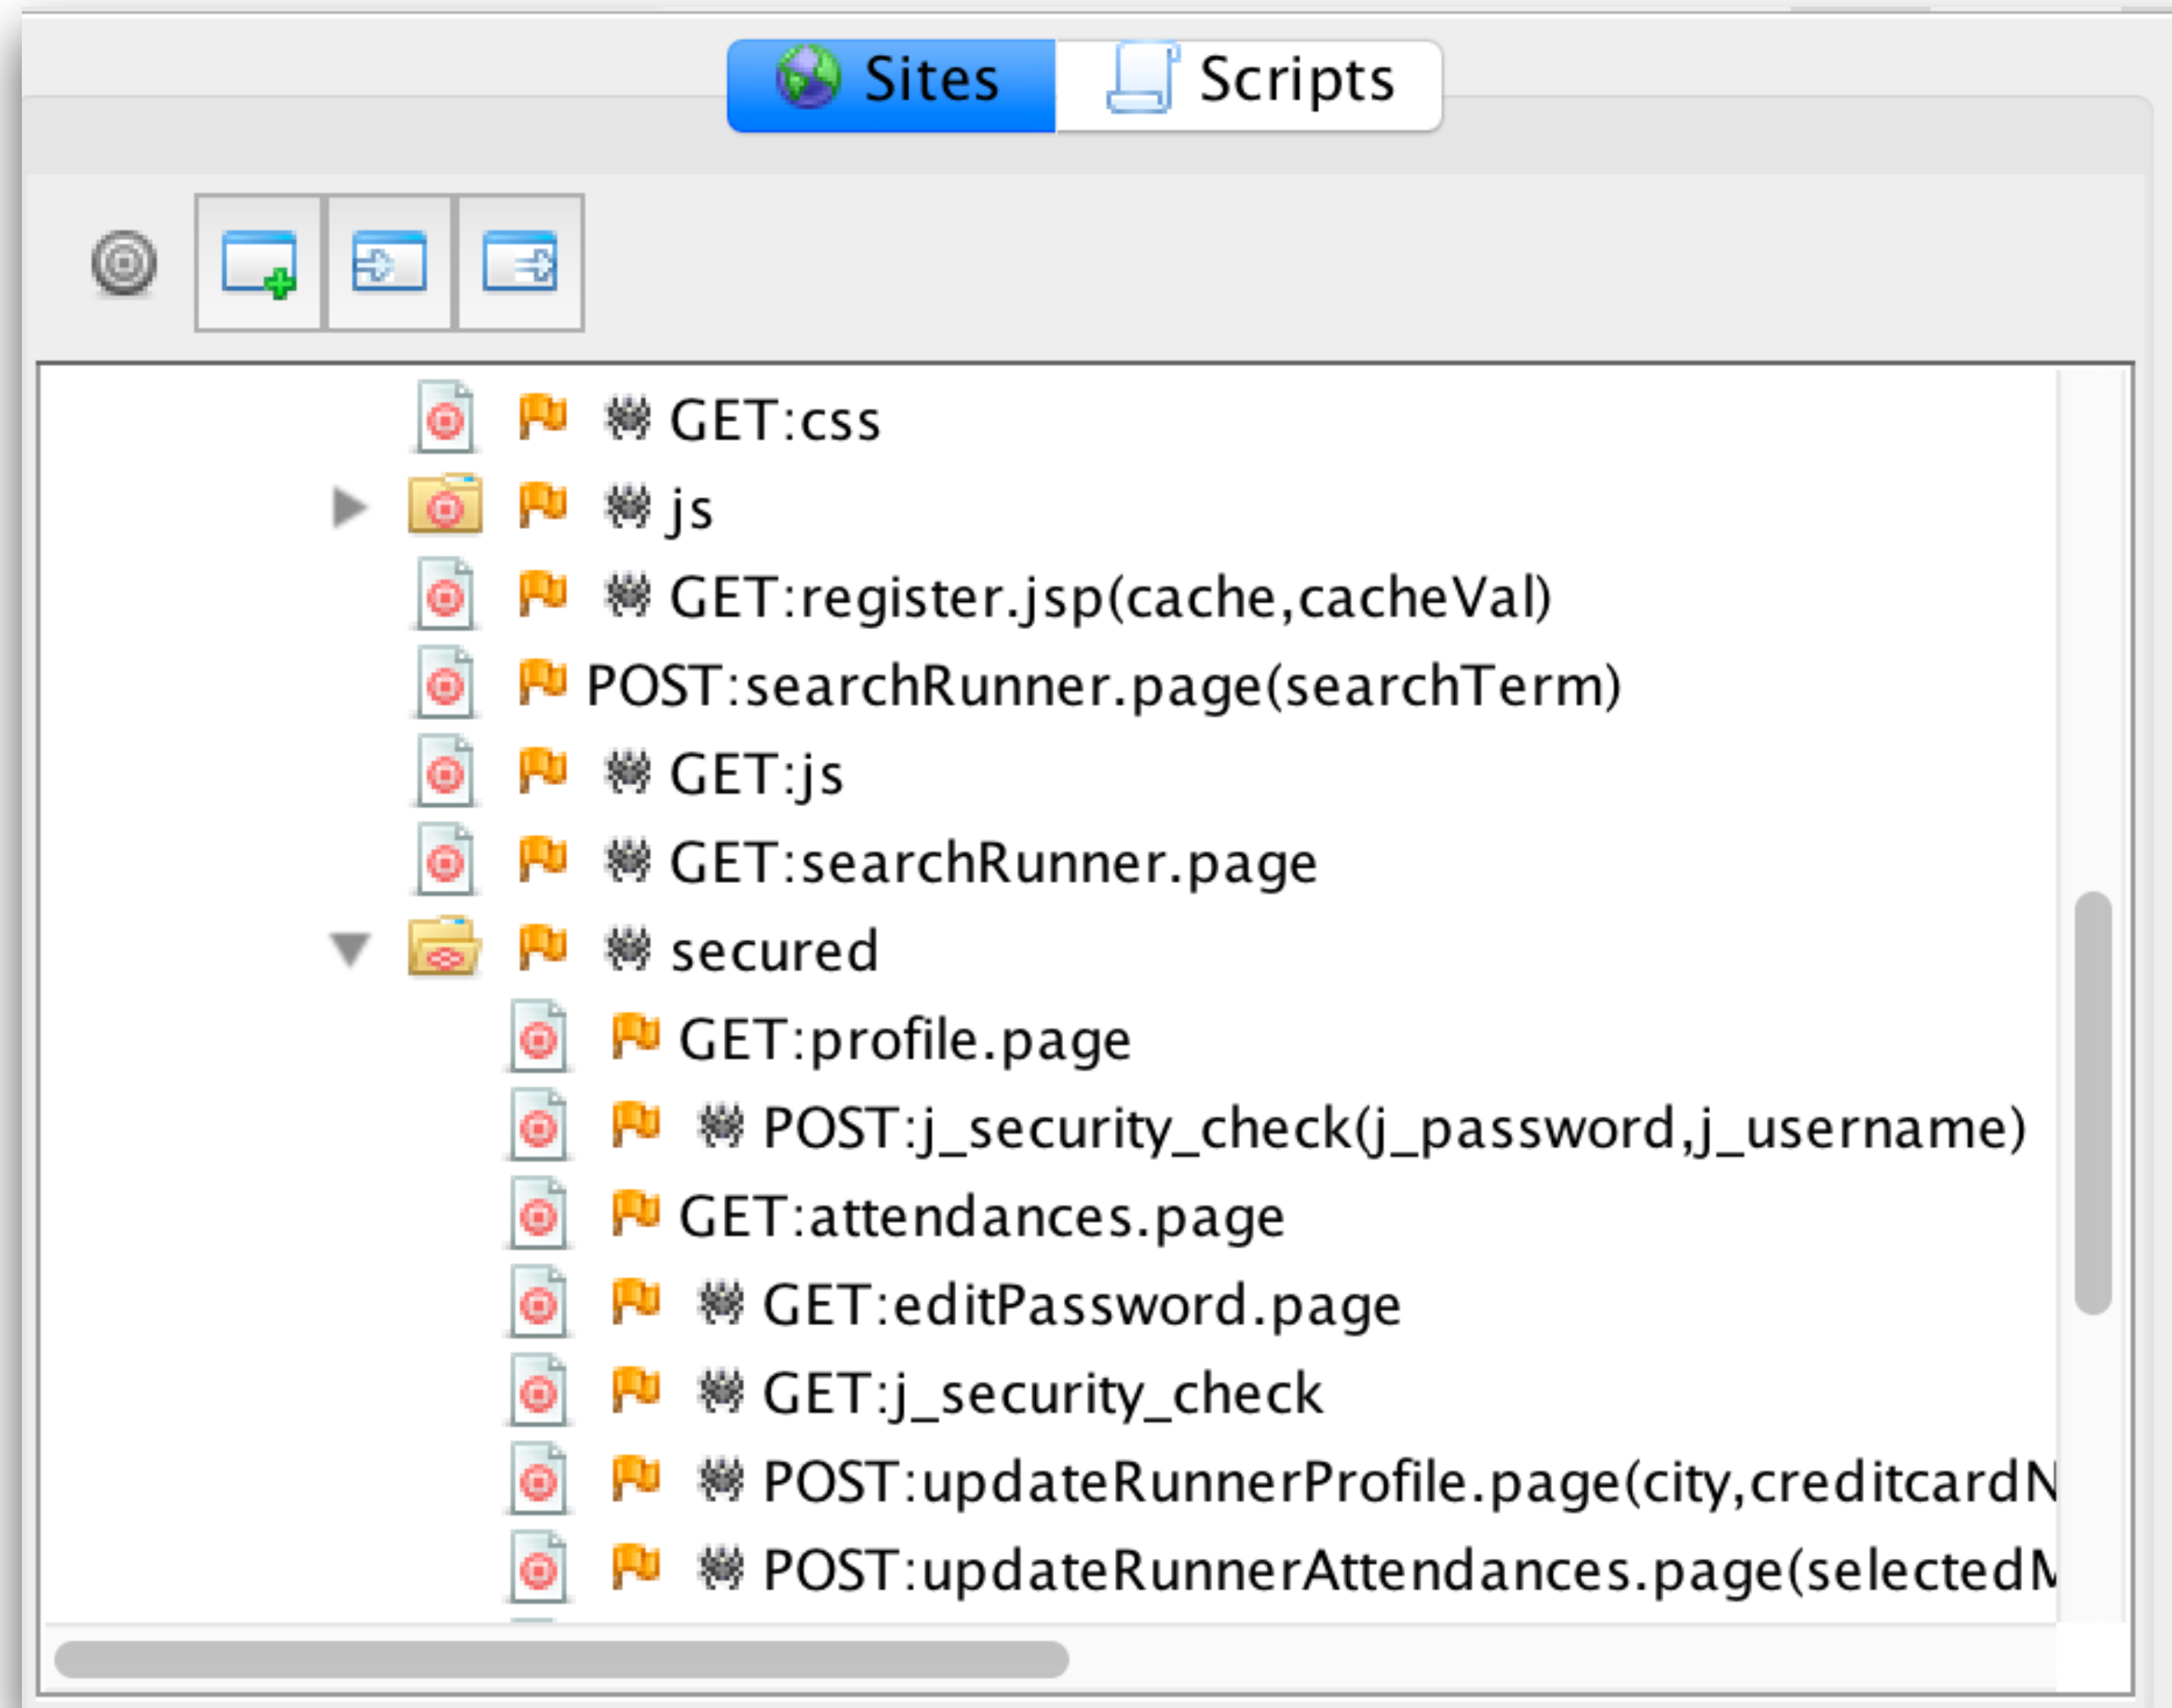 Sites
Scripts
GET:css
js
GET:register.jsp(cache,cacheVal)
POST:searchRunner.page(searchTerm)
GET:js
GET:searchRunner.page
secured
GET:profile.page
POST:j_security_check(j_password,j_username)
GET:attendances.page
GET:editPassword.page
GET:j_security_check
POST:updateRunnerProfile.page(city,creditcardN
POST:updateRunnerAttendances.page(selectedM